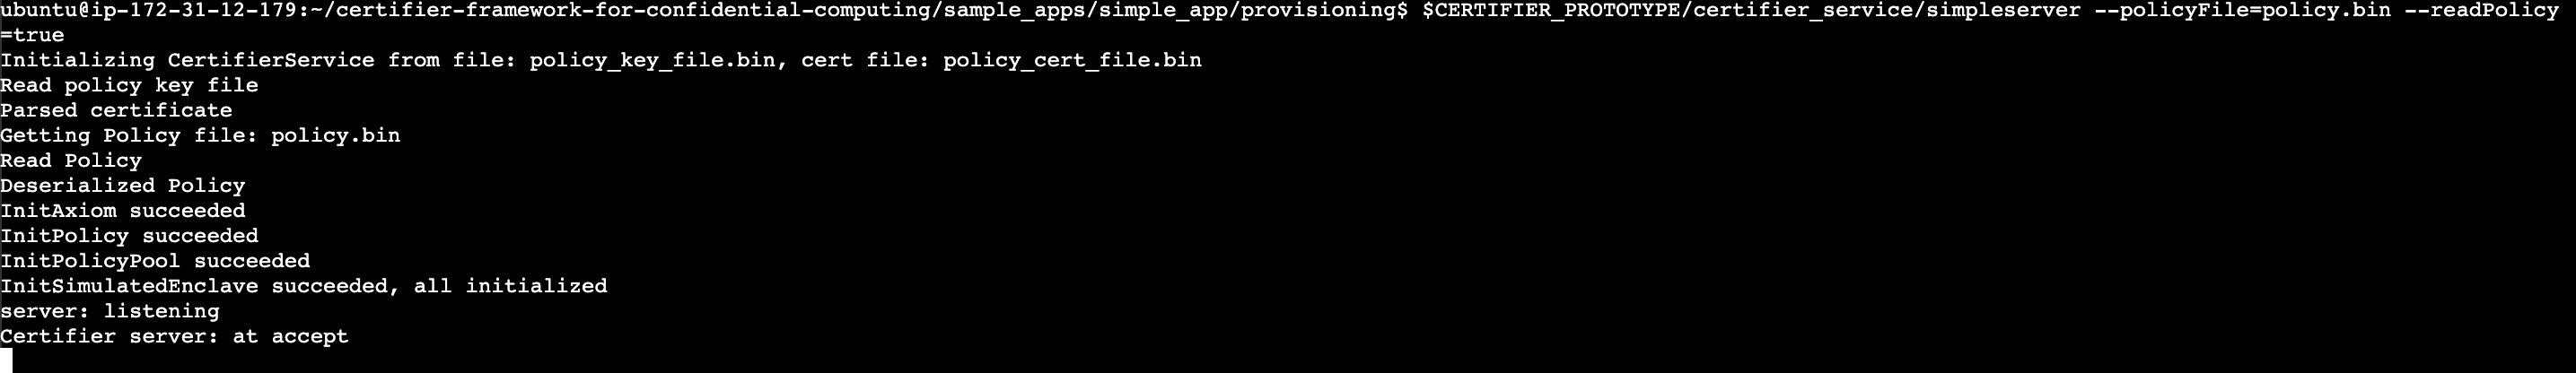 ubuntu@ip-172-31-12-179:~/certifier-framework-for-confidential-computing/sample_apps/simple_app/provisioning$ $CERTIFIER_PROTOTYPE/certifier_service/simpleserver --policyFile=policy.bin --readPolicy
=true
Initializing CertifierService from file: policy_key_file.bin, cert file: policy_cert_file.bin
Read policy key file
Parsed certificate
Getting Policy file: policy.bin
Read Policy
Deserialized Policy
InitAxiom succeeded
InitPolicy succeeded
InitPolicyPool succeeded
InitSimulatedEnclave succeeded, all initialized
server: listening
Certifier server: at accept